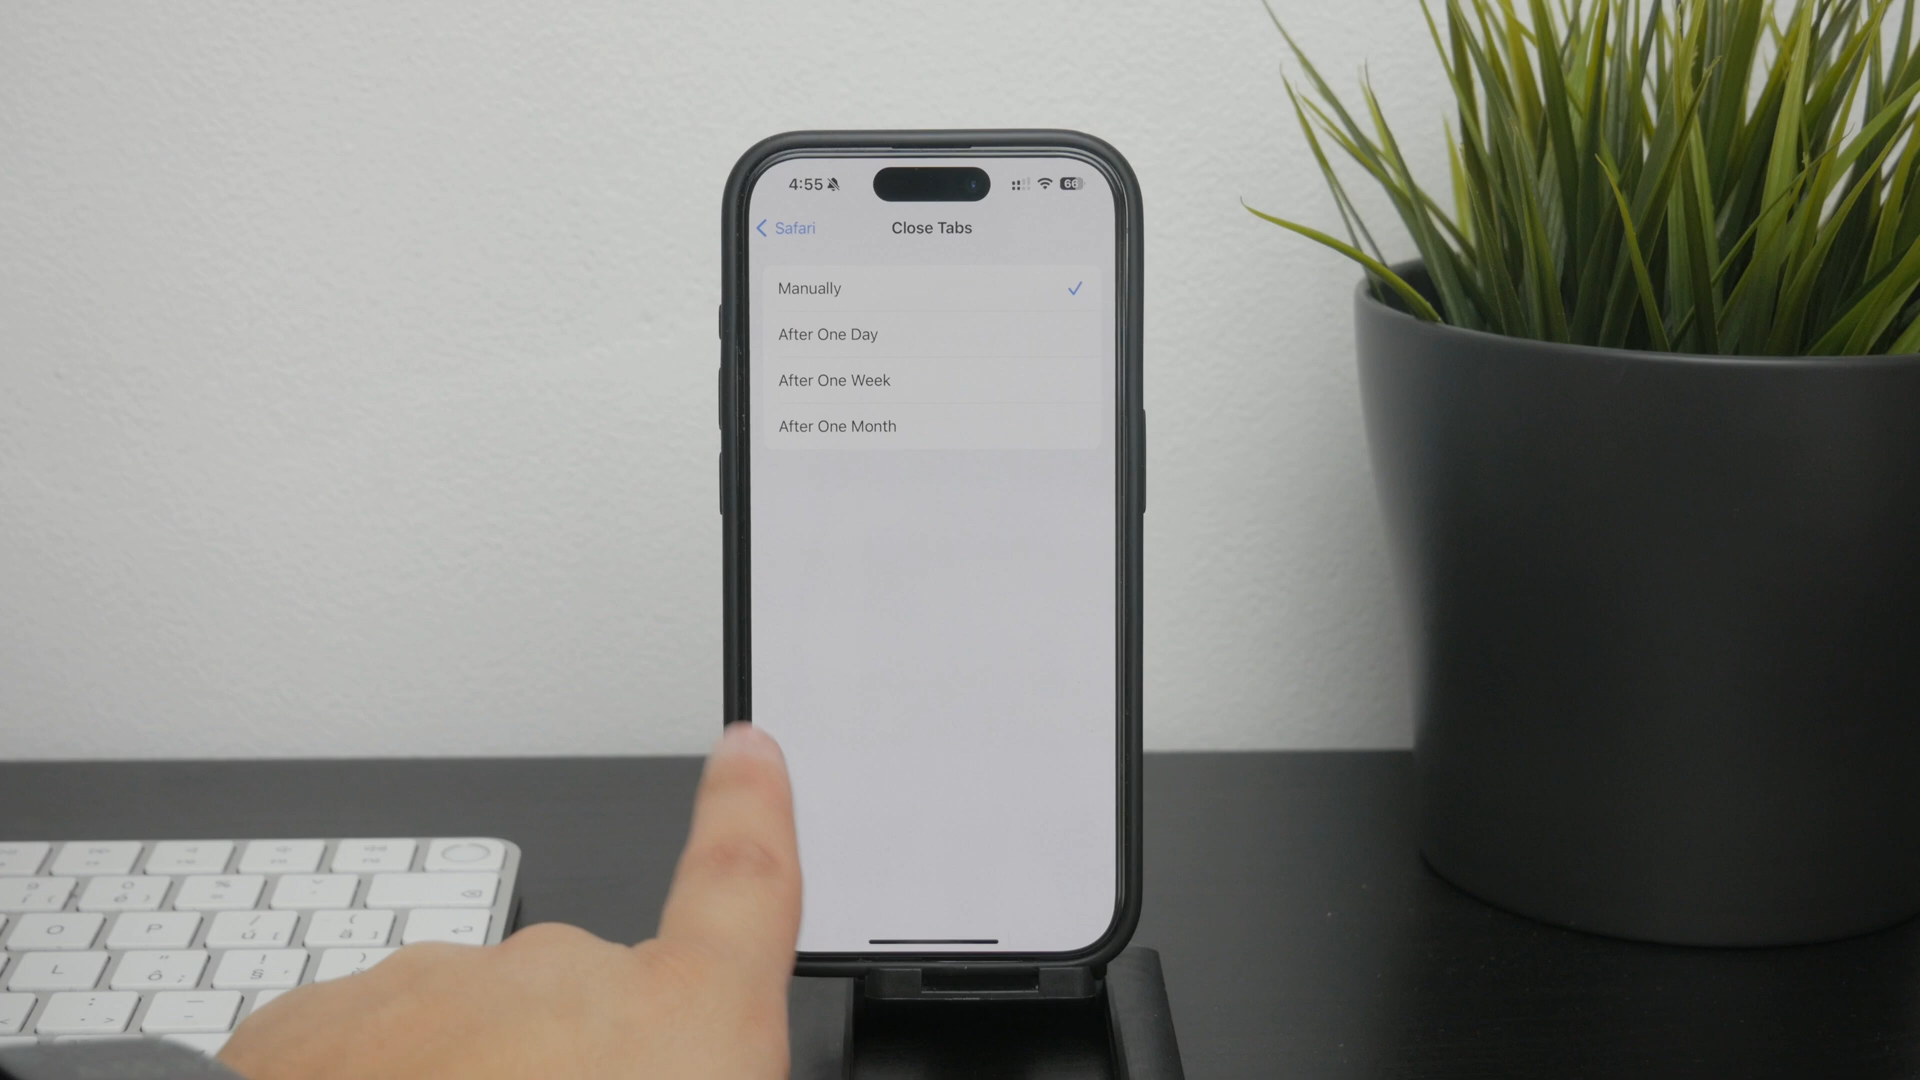 4:55
66
Safari
Close Tabs
Manually
After One Day
After One Week
After One Month
O
P
ú
L